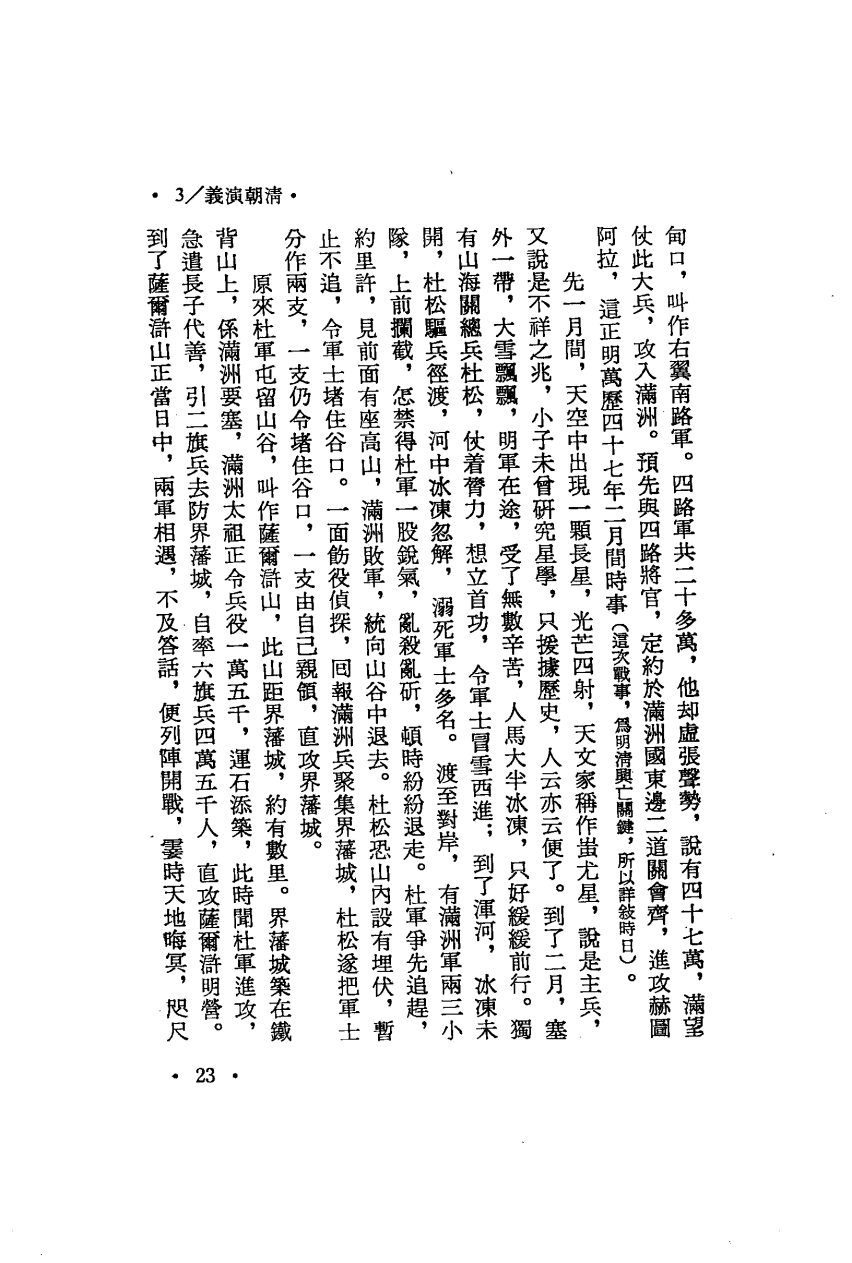 •3／義演朝清•
甸口，叫作右翼南路軍。四路軍共二十多萬，他却虛張聲勢，說有四十七萬，滿望
仗此大兵，攻入滿洲。預先與四路將官，定約於滿洲國東邊二道關會齊，進攻赫圖
阿拉，這正明萬歷四十七年二月間時事（這次戰事，爲明清興亡關鍵，所以詳敍時日）。
先一月間，天空中出現一顆長星，光芒四射，天文家稱作蚩尤星，說是主兵，
又說是不祥之兆，小子未曾硏究星學，只援據歷史，人云亦云便了。到了二月，塞
外一帶，大雪飄飄，明軍在途，受了無數辛苦，人馬大半冰凍，只好緩緩前行。獨
有山海關總兵杜松，仗着膂力，想立首功，令軍士冒雪西進；到了渾河，冰凍未
開，杜松驅兵徑渡，河中冰凍忽解，溺死軍士多名。渡至對岸，有滿洲軍兩三小
隊，上前攔截，怎禁得杜軍一股銳氣，亂殺亂斫，頓時紛紛退走。杜軍爭先追趕，
約里許，見前面有座高山，滿洲敗軍，統向山谷中退去。杜松恐山內設有埋伏，暫
止不追，令軍士堵住谷口。一面飭役偵探，回報滿洲兵聚集界藩城，杜松遂把軍士
分作兩支，一支仍令堵住谷口，一支由自己親領，直攻界藩城。
原來杜軍屯留山谷，叫作薩爾滸山，此山距界藩城，約有數里。界藩城築在鐵
背山上，係滿洲要塞，滿洲太祖正令兵役一萬五千，運石添築，此時聞杜軍進攻，
急遣長子代善，引二旗兵去防界藩城，自率六旗兵四萬五千人，直攻薩爾滸明營。
到了薩爾滸山正當日中，兩軍相遇，不及答話，便列陣開戰，霎時天地晦冥，咫尺
•23•